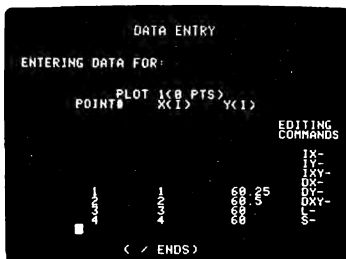 DATA ENTRY
ENTERING DATA FOR:
PLOT 1(0 PTS)
POINT# X(I) Y(I)
EDITING
COMMANDS
IX-
IY-
IXY-
DX-
1 1 60.25 DY-
2 2 60.5 DXY-
3 3 60 L-
4 4 60 S-
( / ENDS)